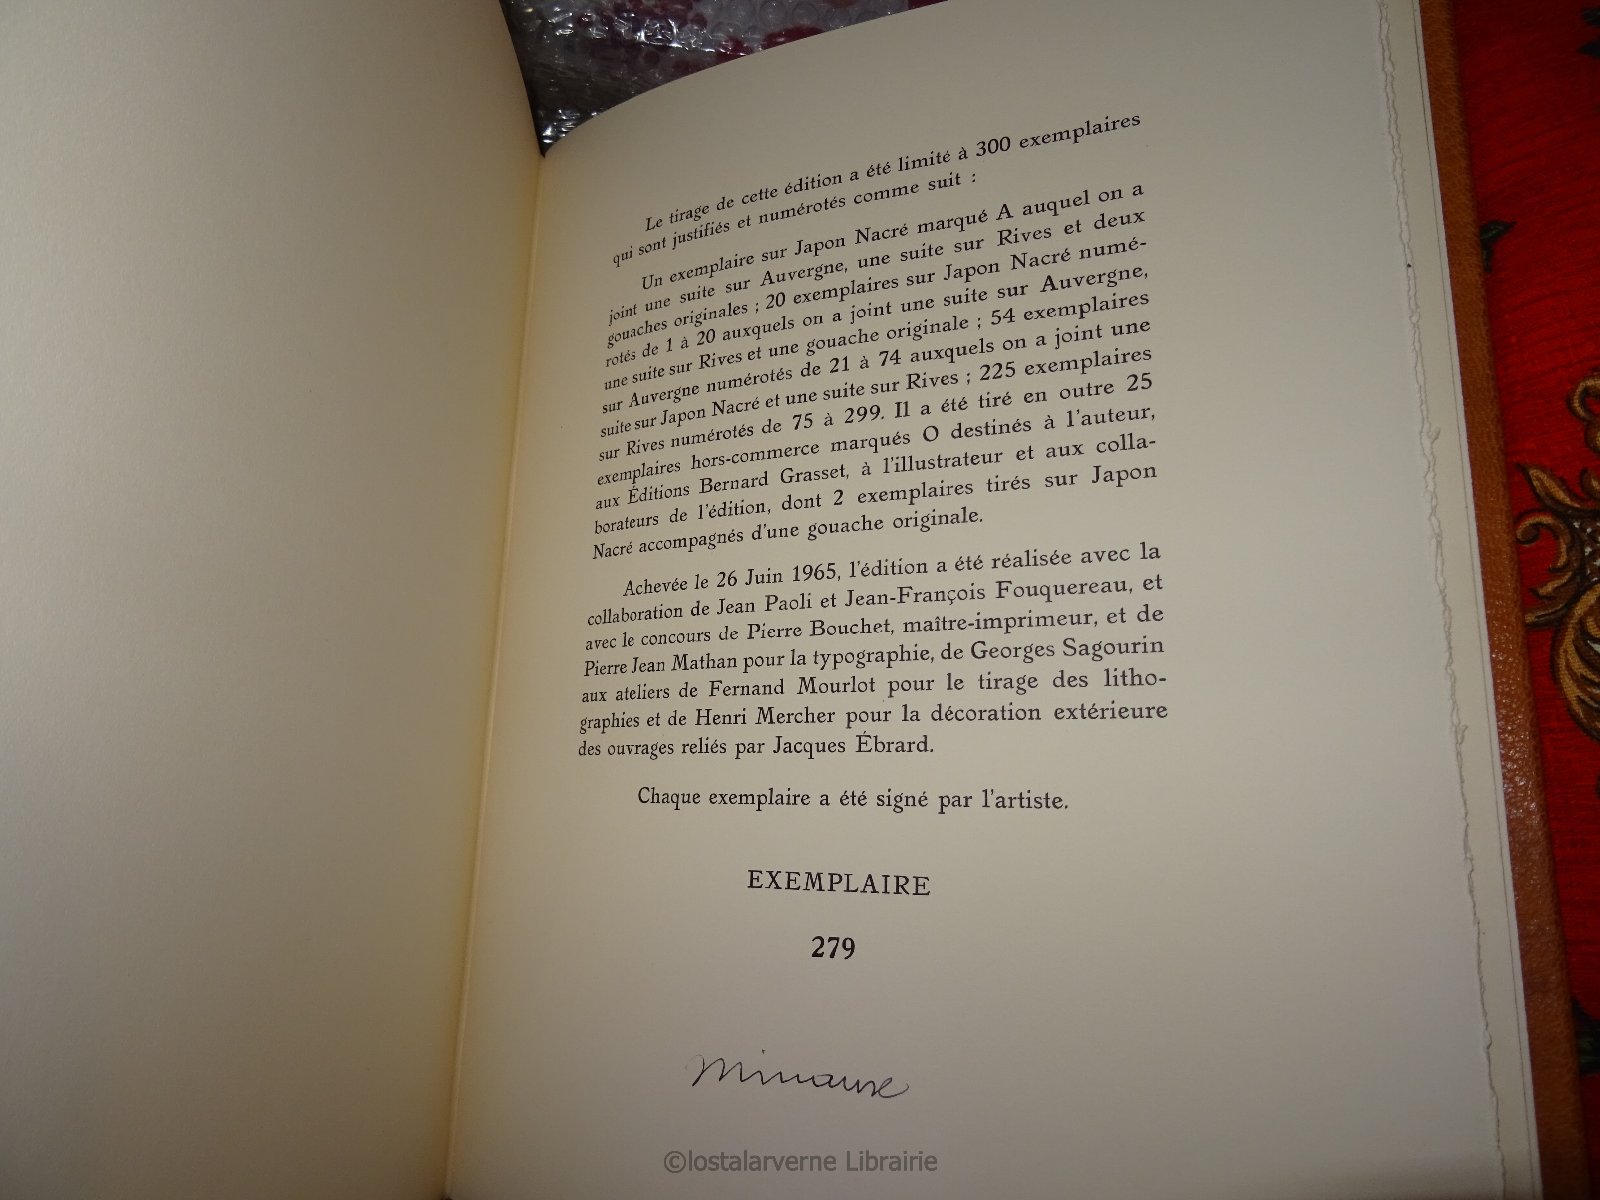 Le tirage de cette édition a été limité à 300 exemplaires
qui sont justifiés et numérotés comme suit :
Un exemplaire sur Japon Nacré marqué A auquel on a
joint une suite sur Auvergne, une suite sur Rives et deux
gouaches originales ; 20 exemplaires sur Japon Nacré numé-
rotés de 1 à 20 auxquels on a joint une suite sur Auvergne,
une suite sur Rives et une gouache originale ; 54 exemplaires
sur Auvergne numérotés de 21 à 74 auxquels on a joint une
suite sur Japon Nacré et une suite sur Rives ; 225 exemplaires
sur Rives numérotés de 75 à 299. Il a été tiré en outre 25
exemplaires hors-commerce marqués O destinés à l'auteur,
aux Éditions Bernard Grasset, à l'illustrateur et aux colla-
borateurs de l'édition, dont 2 exemplaires tirés sur Japon
Nacré accompagnés d'une gouache originale.
Achevée le 26 Juin 1965, l'édition a été réalisée avec la
collaboration de Jean Paoli et Jean-François Fouquereau, et
avec le concours de Pierre Bouchet, maître-imprimeur, et de
Pierre Jean Mathan pour la typographie, de Georges Sagourin
aux ateliers de Fernand Mourlot pour le tirage des litho-
graphies et de Henri Mercher pour la décoration extérieure
des ouvrages reliés par Jacques Ébrard.
Chaque exemplaire a été signé par l'artiste.
EXEMPLAIRE
279
Minaux
©lostalarverne Librairie